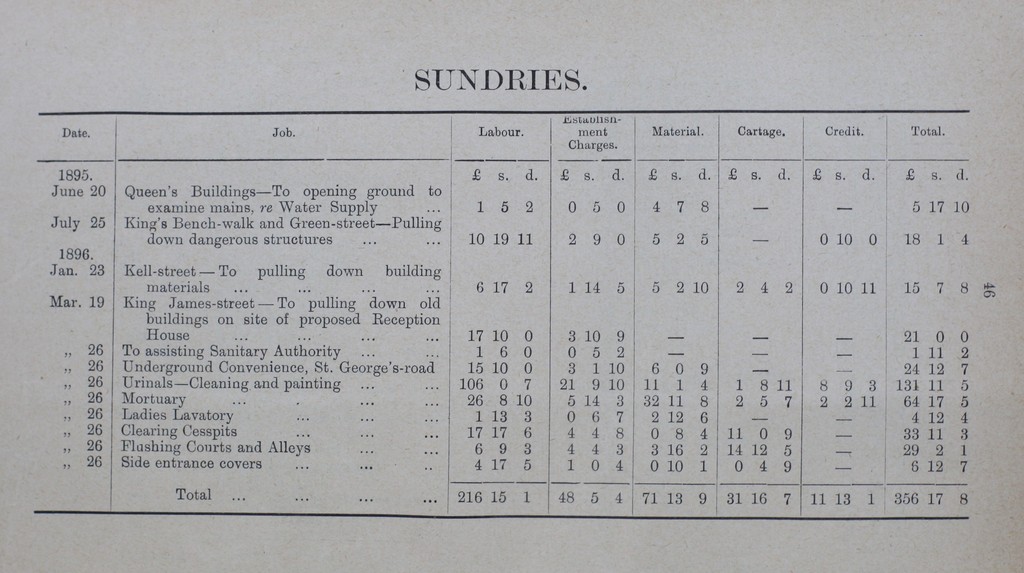 SUNDRIES.
Date. Job. Labour. Establishment Charges. Material. Cartage. Credit. Total.
1895. £ s. d. £ s. d. £ s. d. £ s. d. £ s. d. £ s. d.
June 20 Queen's Buildings—To opening ground to
examine mains, re Water Supply ... 1 5 2 0 5 0 4 7 8 — — 5 17 10
July 25 King's Bench-walk and Green-street—Pulling
down dangerous structures ... ... 10 19 11 2 9 0 5 2 5 — 0 10 0 18 1 4
1896.
Jan. 23 Kell-street—To pulling down building
materials ... ... ... ... 6 17 2 1 14 5 5 2 10 2 4 2 0 10 11 15 7 8
Mar. 19 King James-street—To pulling down old
buildings on site of proposed Reception
House ... ... ... ... 17 10 0 3 10 9 — — — 21 0 0
„ 26 To assisting Sanitary Authority ... ... 1 6 0 0 5 2 — — — 1 11 2
„ 26 Underground Convenience, St. George's-road 15 10 0 3 1 10 6 0 9 — — 24 12 7
„ 26 Urinals—Cleaning and painting ... ... 106 0 7 21 9 10 11 1 4 1 8 11 8 9 3 131 11 5
„ 26 Mortuary ... . ... ... 26 8 10 5 14 3 32 11 8 2 5 7 2 2 11 64 17 5
„ 26 Ladies Lavatory ... ... ... 1 13 3 0 6 7 2 12 6 — — 4 12 4
„ 26 Clearing Cesspits ... ... ... 17 17 6 4 4 8 0 8 4 11 0 9 — 33 11 3
„ 26 Flushing Courts and Alleys ... ... 6 9 3 4 4 3 3 16 2 14 12 5 — 29 2 1
„ 26 Side entrance covers ... ... .. 4 17 5 1 0 4 0 10 1 0 4 9 — 6 12 7
Total ... ... ... ... 216 15 1 48 5 4 71 13 9 31 16 7 11 13 1 356 17 8
46